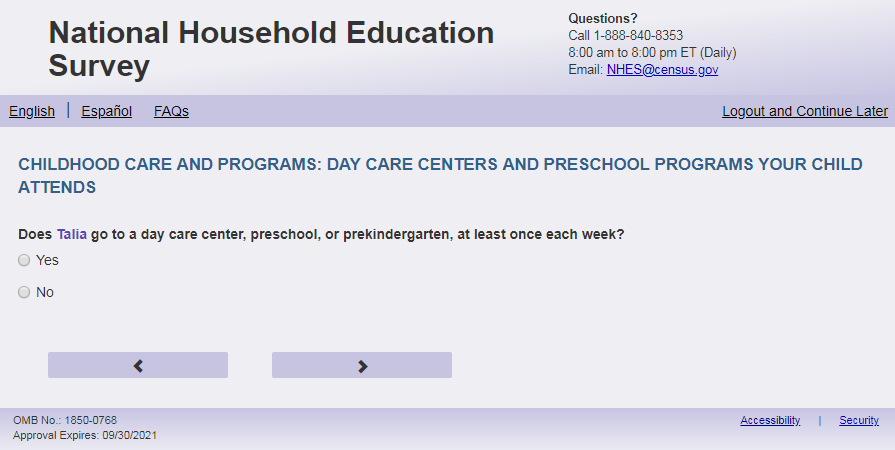 National Household Education
Survey
Questions?
Call 1-888-840-8353
8:00 am to 8:00 pm ET (Daily)
Email: NHES@census.gov
English | Español FAQs Logout and Continue Later
CHILDHOOD CARE AND PROGRAMS: DAY CARE CENTERS AND PRESCHOOL PROGRAMS YOUR CHILD
ATTENDS
Does Talia go to a day care center, preschool, or prekindergarten, at least once each week?
Yes
No
OMB No.: 1850-0768
Approval Expires: 09/30/2021
Accessibility | Security